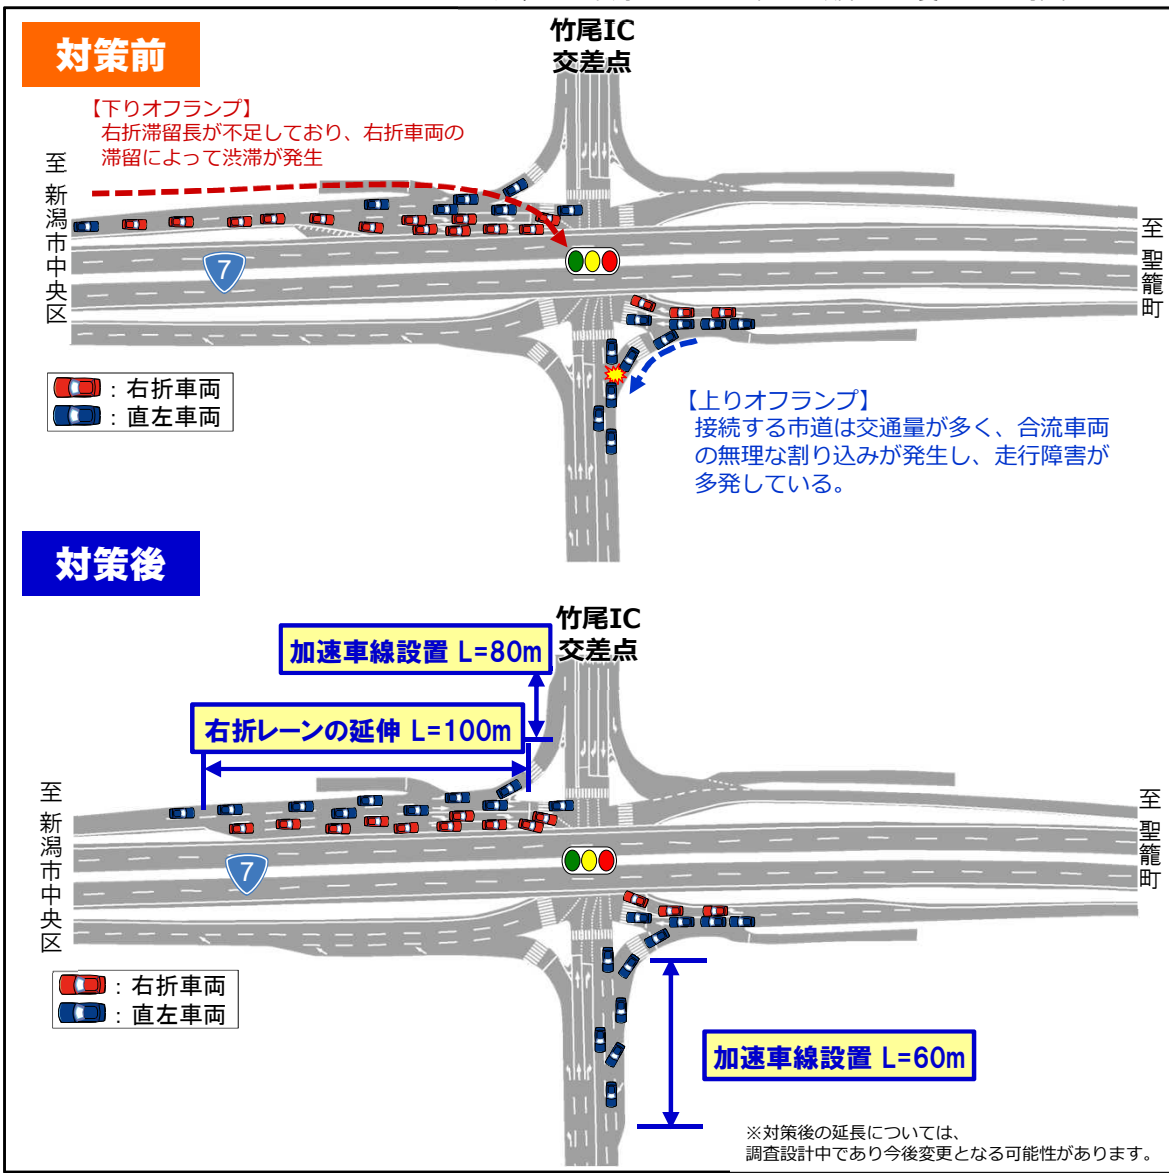 対策前
竹尾IC
交差点
【下りオフランプ】
右折滞留長が不足しており、右折車両の
滞留によって渋滞が発生
至 新潟市中央区
至 聖籠町
7
：右折車両
：直左車両
【上りオフランプ】
接続する市道は交通量が多く、合流車両
の無理な割り込みが発生し、走行障害が
多発している。
対策後
竹尾IC
交差点
加速車線設置 L=80m
右折レーンの延伸 L=100m
至 新潟市中央区
至 聖籠町
7
：右折車両
：直左車両
加速車線設置 L=60m
※対策後の延長については、
調査設計中であり今後変更となる可能性があります。